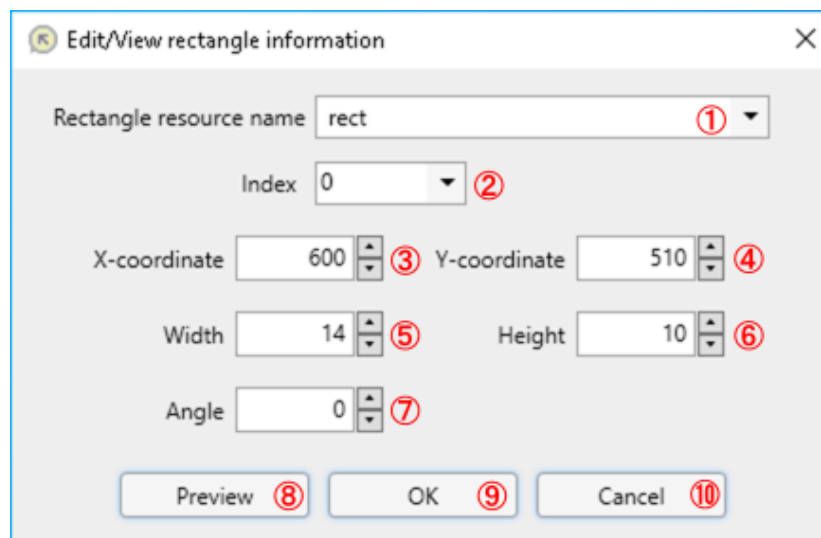 Edit/View rectangle information
Rectangle resource name rect ①
Index 0 ②
X-coordinate 600 ③ Y-coordinate 510 ④
Width 14 ⑤ Height 10 ⑥
Angle 0 ⑦
Preview ⑧ OK ⑨ Cancel ⑩